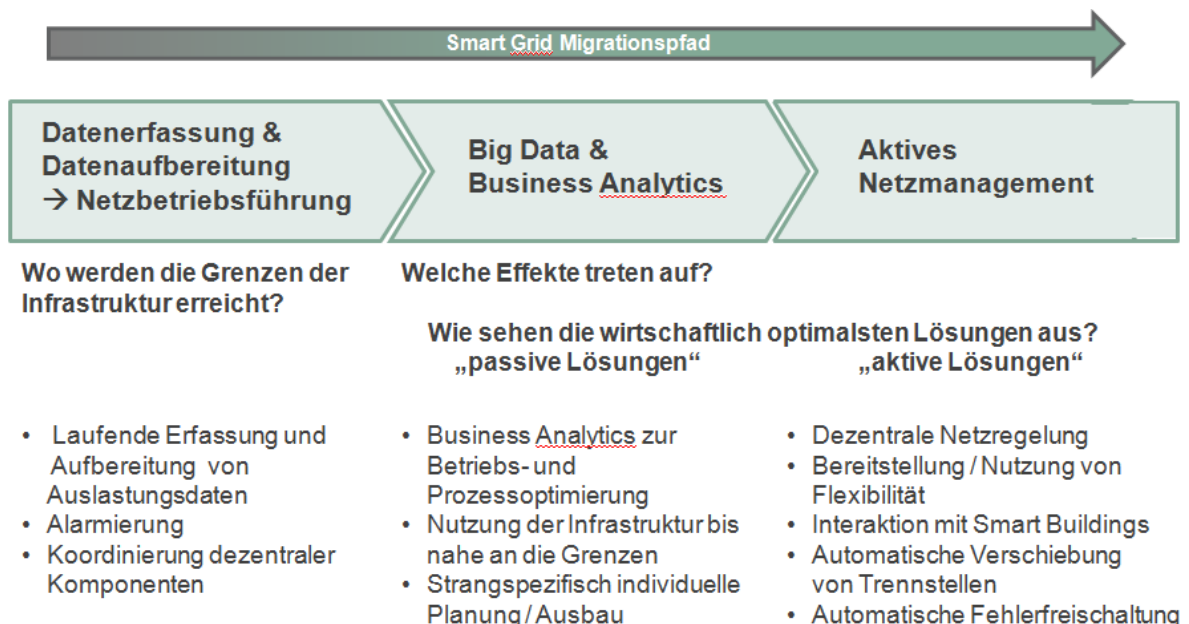 Smart Grid Migrationspfad
Datenerfassung &
Datenaufbereitung
→ Netzbetriebsführung
Big Data &
Business Analytics
Aktives
Netzmanagement
Wo werden die Grenzen der
Infrastruktur erreicht?
Welche Effekte treten auf?
Wie sehen die wirtschaftlich optimalsten Lösungen aus?
„passive Lösungen“
„aktive Lösungen“
• Laufende Erfassung und
Aufbereitung von
Auslastungsdaten
• Alarmierung
• Koordinierung dezentraler
Komponenten
• Business Analytics zur
Betriebs- und
Prozessoptimierung
• Nutzung der Infrastruktur bis
nahe an die Grenzen
• Strangspezifisch individuelle
Planung / Ausbau
• Dezentrale Netzregelung
• Bereitstellung / Nutzung von
Flexibilität
• Interaktion mit Smart Buildings
• Automatische Verschiebung
von Trennstellen
• Automatische Fehlerfreischaltung